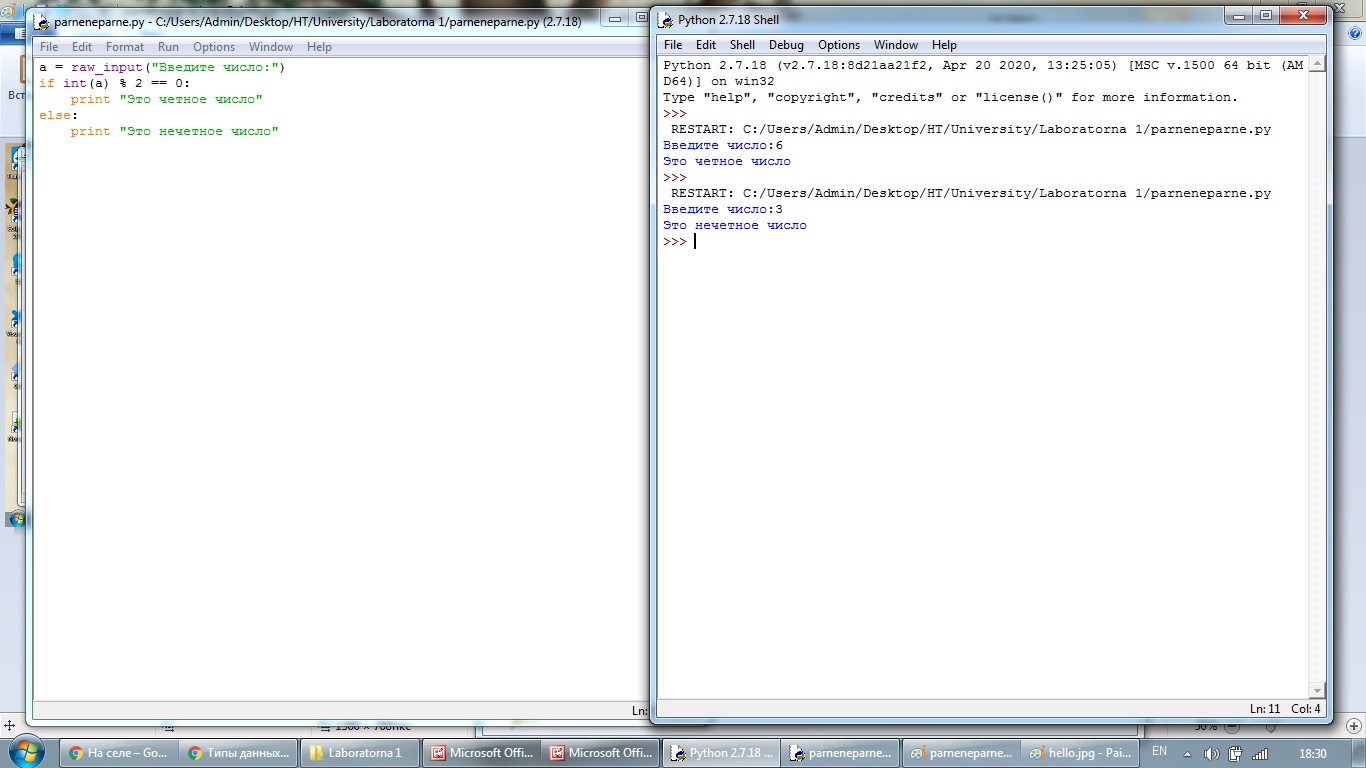 parneneparne.py - C:/Users/Admin/Desktop/HT/University/Laboratorna 1/parneneparne.py (2.7.18)
File Edit Format Run Options Window Help
a = raw_input("Введите число:")
if int(a) % 2 == 0:
    print "Это четное число"
else:
    print "Это нечетное число"
Ln:
Python 2.7.18 Shell
File Edit Shell Debug Options Window Help
Python 2.7.18 (v2.7.18:8d21aa21f2, Apr 20 2020, 13:25:05) [MSC v.1500 64 bit (AM
D64)] on win32
Type "help", "copyright", "credits" or "license()" for more information.
>>>
 RESTART: C:/Users/Admin/Desktop/HT/University/Laboratorna 1/parneneparne.py
Введите число:6
Это четное число
>>>
 RESTART: C:/Users/Admin/Desktop/HT/University/Laboratorna 1/parneneparne.py
Введите число:3
Это нечетное число
>>>
Ln: 11 Col: 4
На селе – Go... Типы данных... Laboratorna 1 Microsoft Offi... Microsoft Offi... Python 2.7.18 ... parneneparne... parneneparne... hello.jpg - Pai... EN 18:30